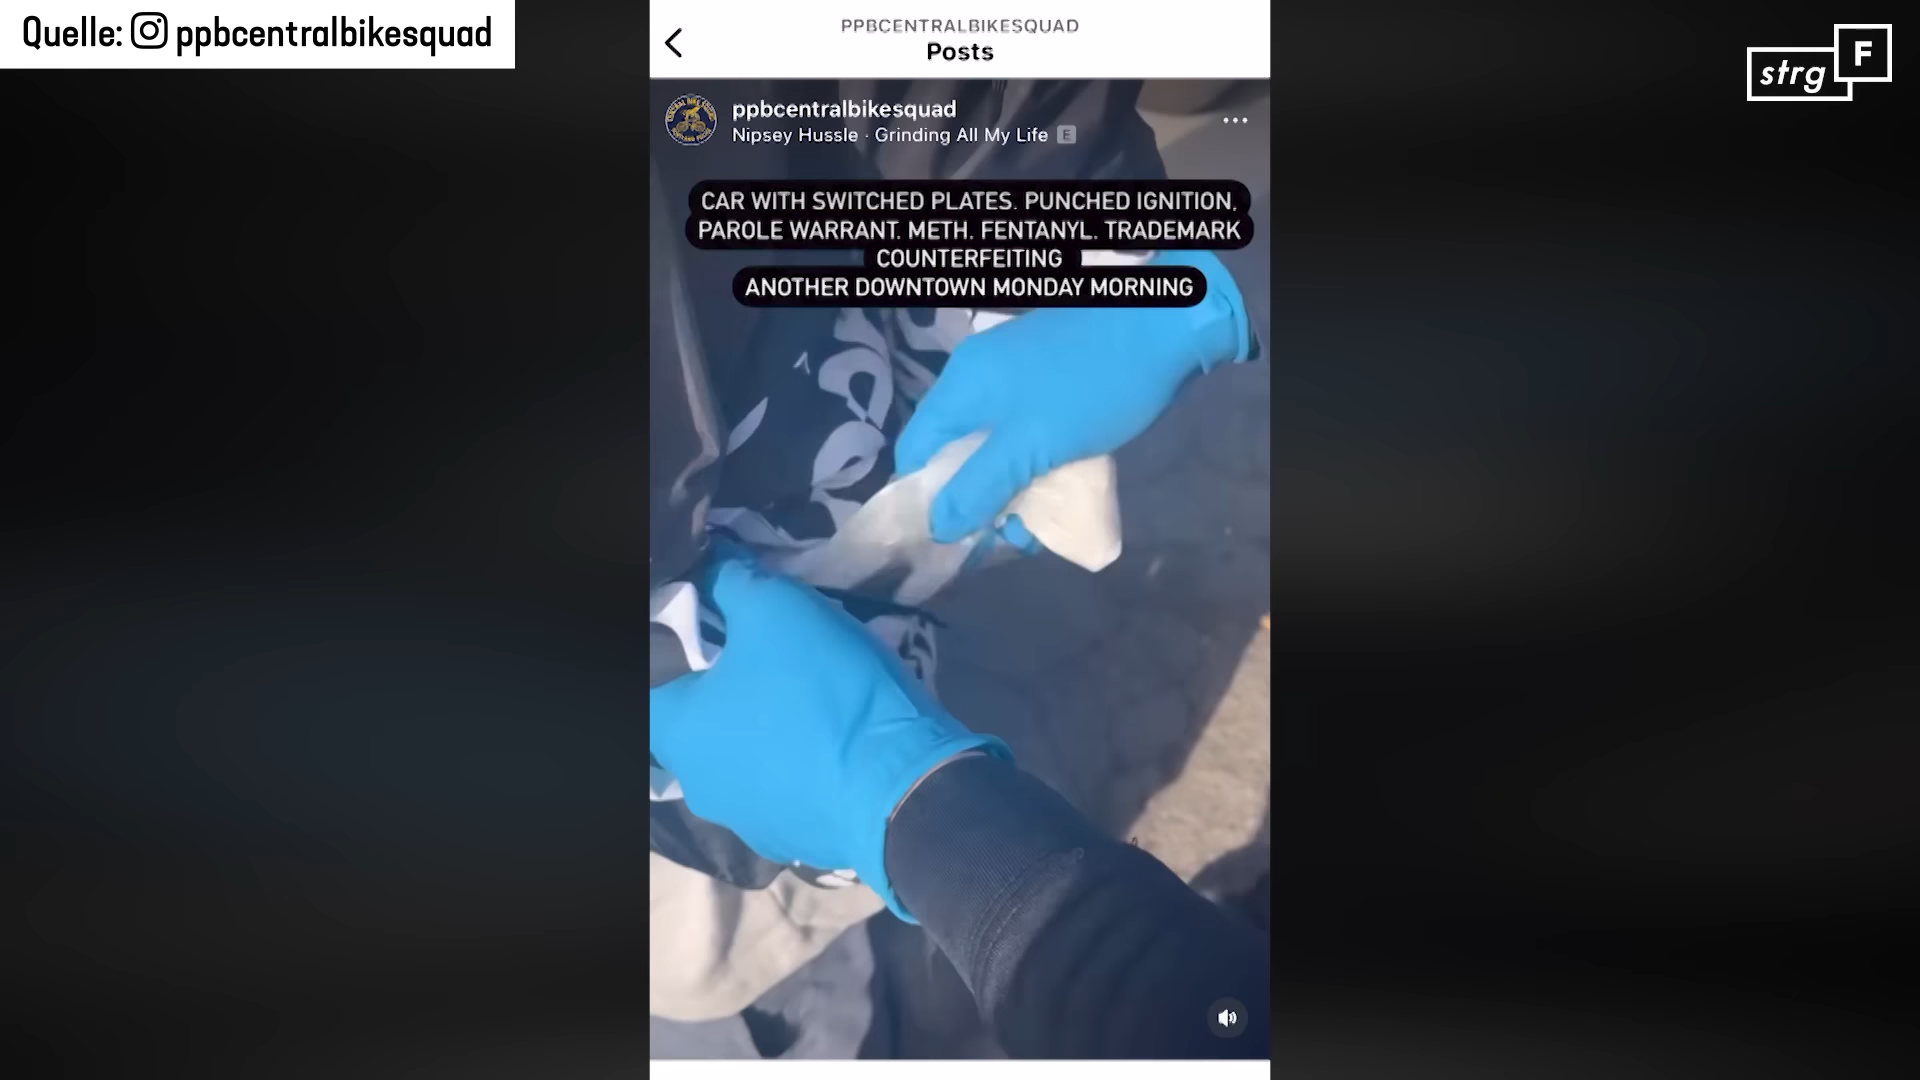 Quelle: ppbcentralbikesquad
PPBCENTRALBIKESQUAD
Posts
strg
F
ppbcentralbikesquad
Nipsey Hussle · Grinding All My Life E
CAR WITH SWITCHED PLATES. PUNCHED IGNITION.
PAROLE WARRANT. METH. FENTANYL. TRADEMARK
COUNTERFEITING
ANOTHER DOWNTOWN MONDAY MORNING